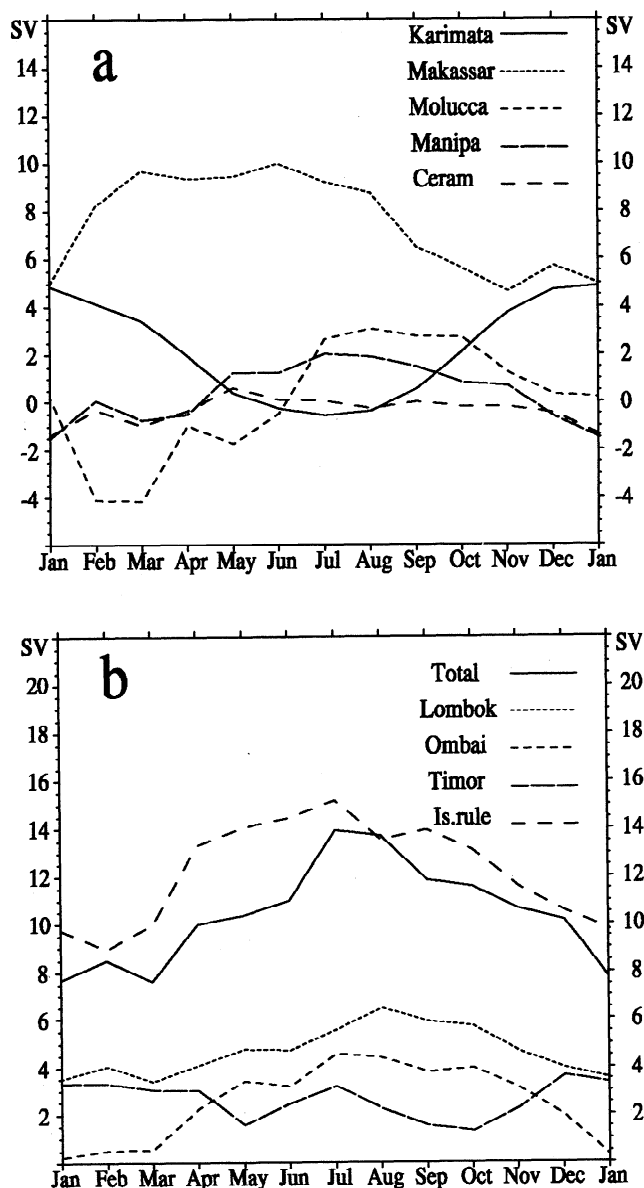 SV SV
a
Karimata
14 14
Makassar
12 12
Molucca
10 Manipa 10
Ceram
8 8
6 6
4 4
2 2
0 0
-2 -2
-4 -4
Jan Feb Mar Apr May Jun Jul Aug Sep Oct Nov Dec Jan
SV SV
b
Total
20 20
Lombok
18 18
Ombai
16 Timor 16
14 Is.rule 14
12 12
10 10
8 8
6 6
4 4
2 2
Jan Feb Mar Apr May Jun Jul Aug Sep Oct Nov Dec Jan